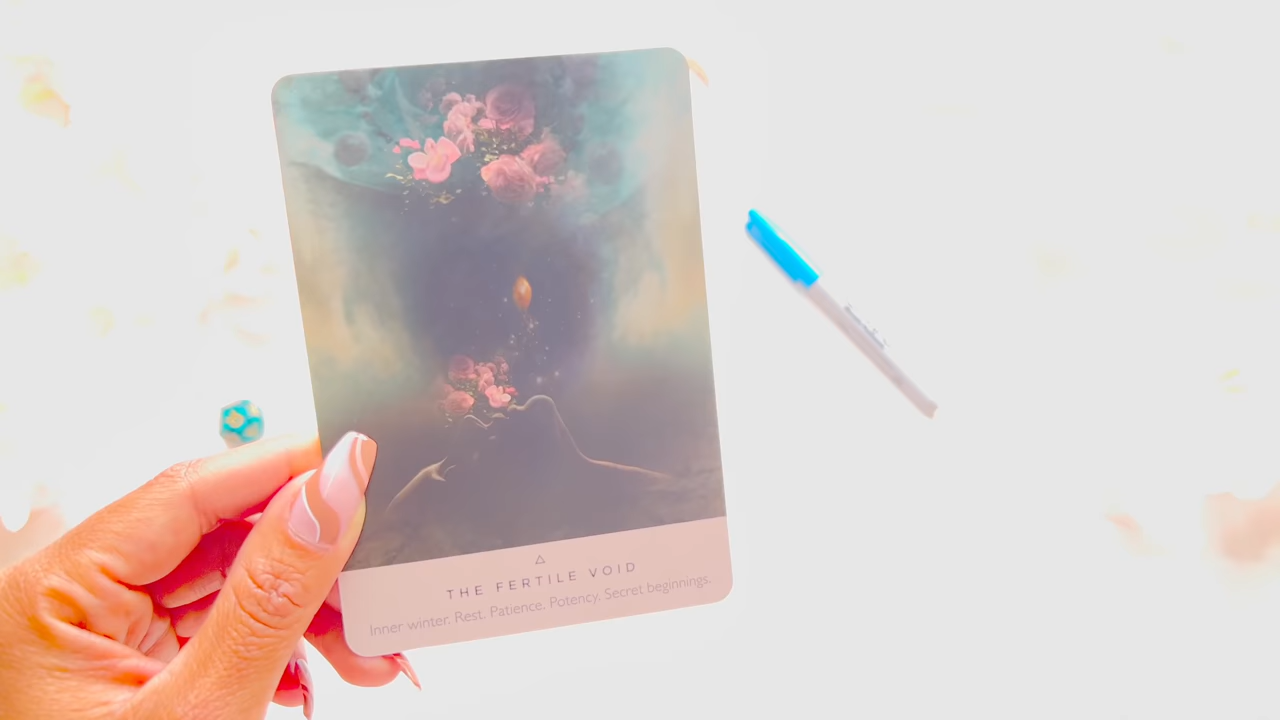 THE FERTILE VOID
Inner winter. Rest. Patience. Potency. Secret beginnings.